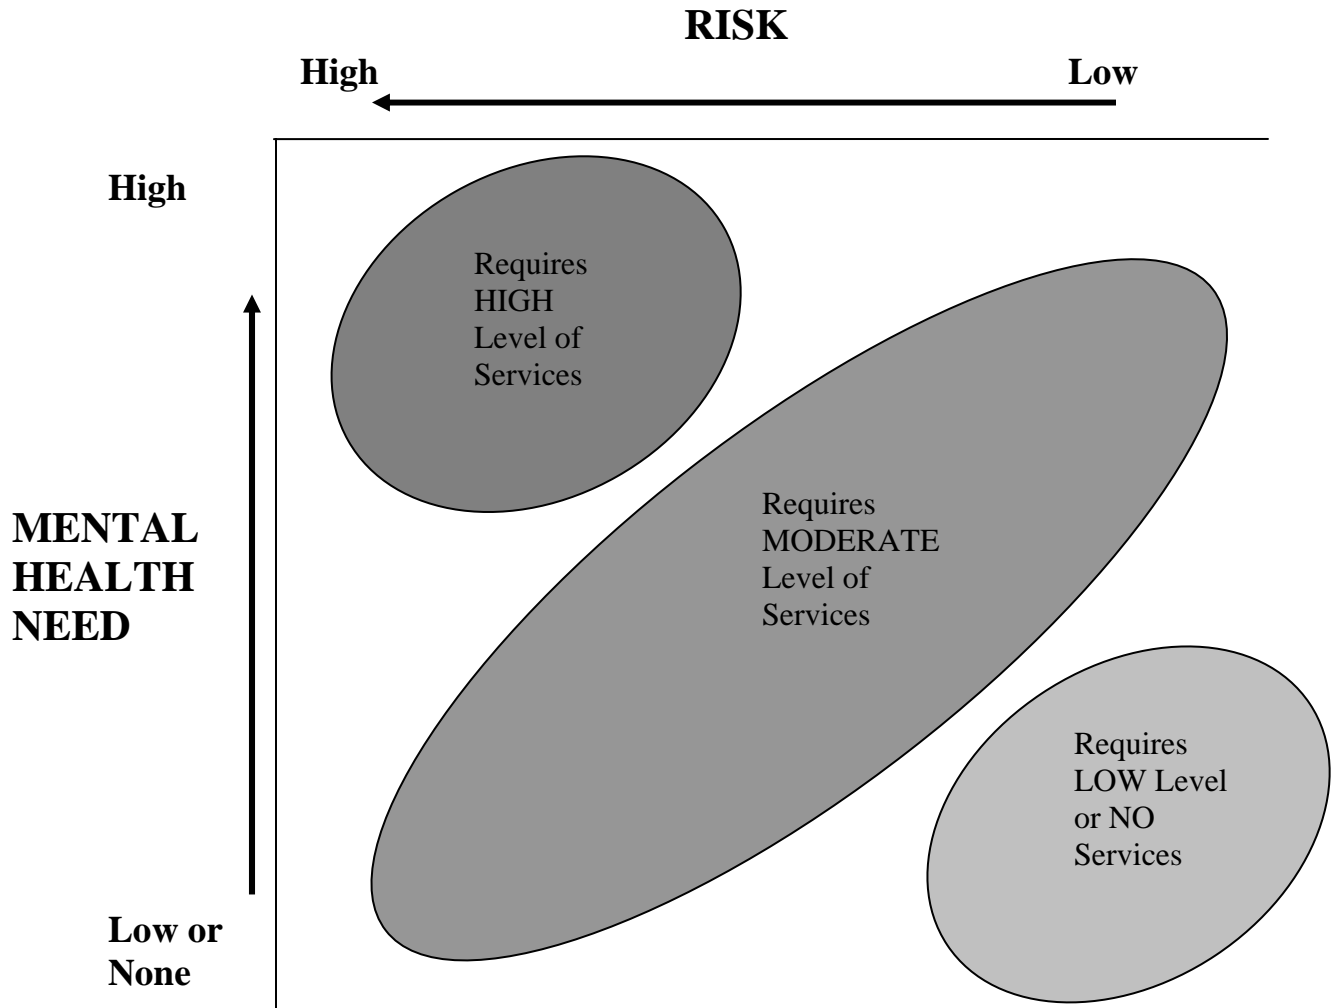 RISK
High
Low
High
Requires
HIGH
Level of
Services
MENTAL
HEALTH
NEED
Requires
MODERATE
Level of
Services
Requires
LOW Level
or NO
Services
Low or
None